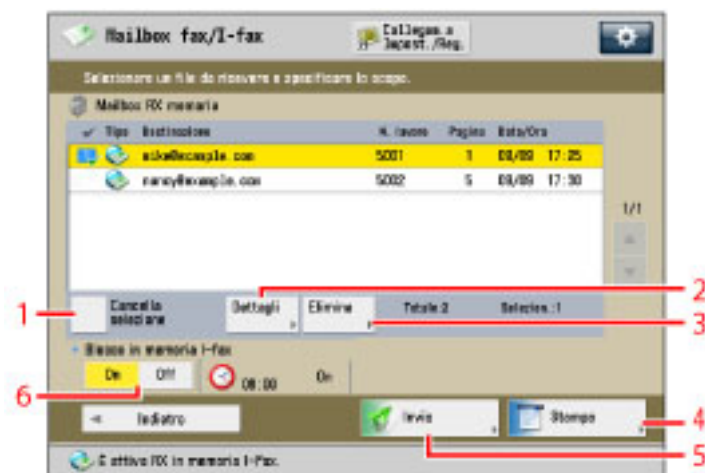 Mailbox fax/I-fax
Collegam.a
Impost./Reg.
Selezionare un file da ricevere e specificare lo scopo.
Mailbox RX memoria
Tipo Destinazione N. lavoro Pagine Data/Ora
mike@example.com 5001 1 09/09 17:25
nancy@example.com 5002 5 09/09 17:30
1/1
1
Cancella
selezione
Dettagli
Elimina
Totale:2
Selezion.:1
2
3
Blocco in memoria I-fax
On
Off
08:00
On
6
Indietro
Invio
Stampa
4
5
È attivo RX in memoria I-Fax.